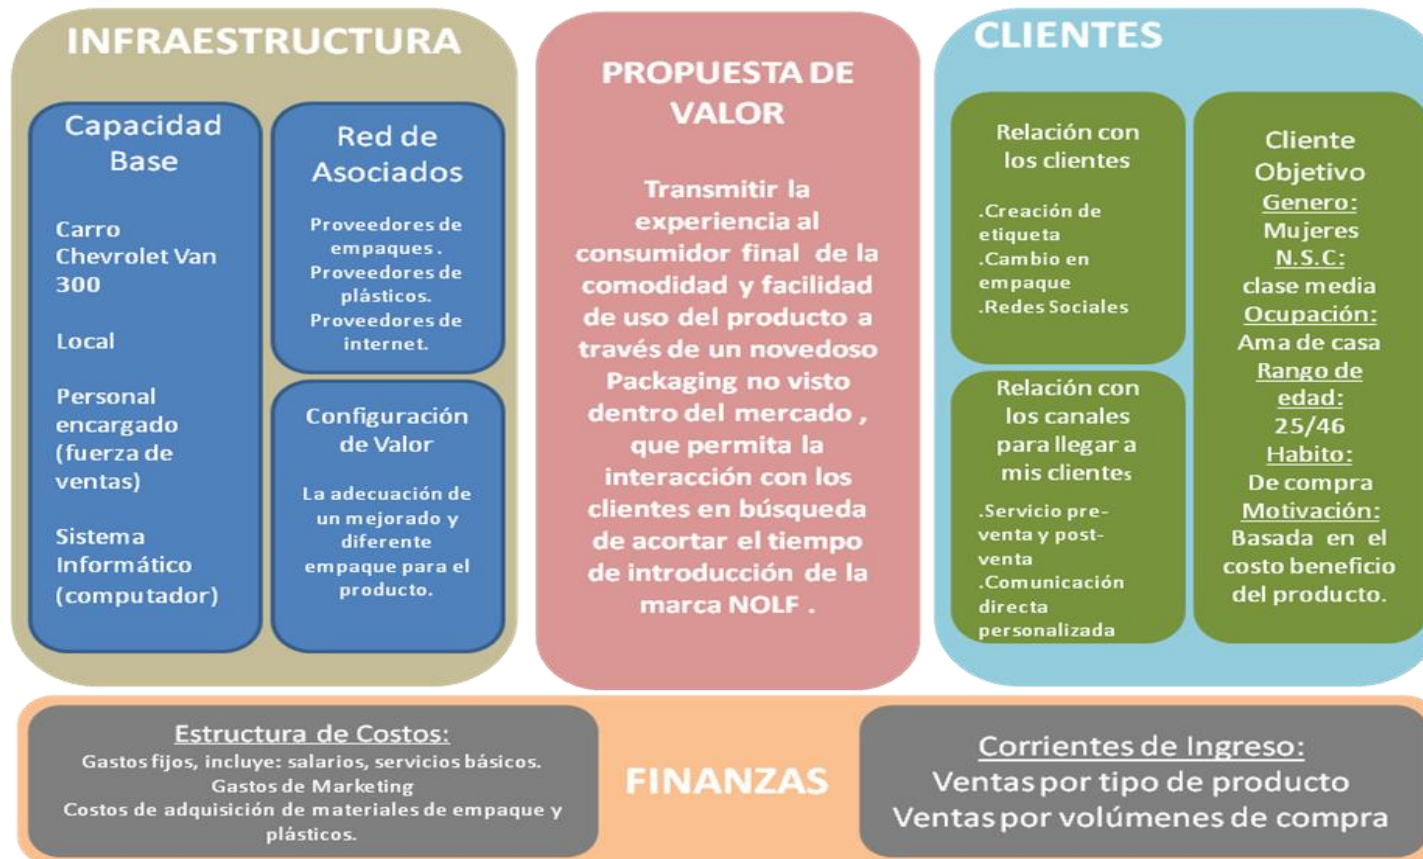 INFRAESTRUCTURA
Capacidad
Base
Carro
Chevrolet Van
300
Local
Personal
encargado
(fuerza de
ventas)
Sistema
Informático
(computador)
Red de
Asociados
Proveedores de
empaques .
Proveedores de
plásticos.
Proveedores de
internet.
Configuración
de Valor
La adecuación de
un mejorado y
diferente
empaque para el
producto.
PROPUESTA DE
VALOR
Transmitir la
experiencia al
consumidor final de la
comodidad y facilidad
de uso del producto a
través de un novedoso
Packaging no visto
dentro del mercado ,
que permita la
interacción con los
clientes en búsqueda
de acortar el tiempo
de introducción de la
marca NOLF .
CLIENTES
Relación con
los clientes
.Creación de
etiqueta
.Cambio en
empaque
.Redes Sociales
Relación con
los canales
para llegar a
mis clientes
.Servicio pre-
venta y post-
venta
.Comunicación
directa
personalizada
Cliente
Objetivo
Genero:
Mujeres
N.S.C:
clase media
Ocupación:
Ama de casa
Rango de
edad:
25/46
Habito:
De compra
Motivación:
Basada en el
costo beneficio
del producto.
Estructura de Costos:
Gastos fijos, incluye: salarios, servicios básicos.
Gastos de Marketing
Costos de adquisición de materiales de empaque y
plásticos.
FINANZAS
Corrientes de Ingreso:
Ventas por tipo de producto
Ventas por volúmenes de compra